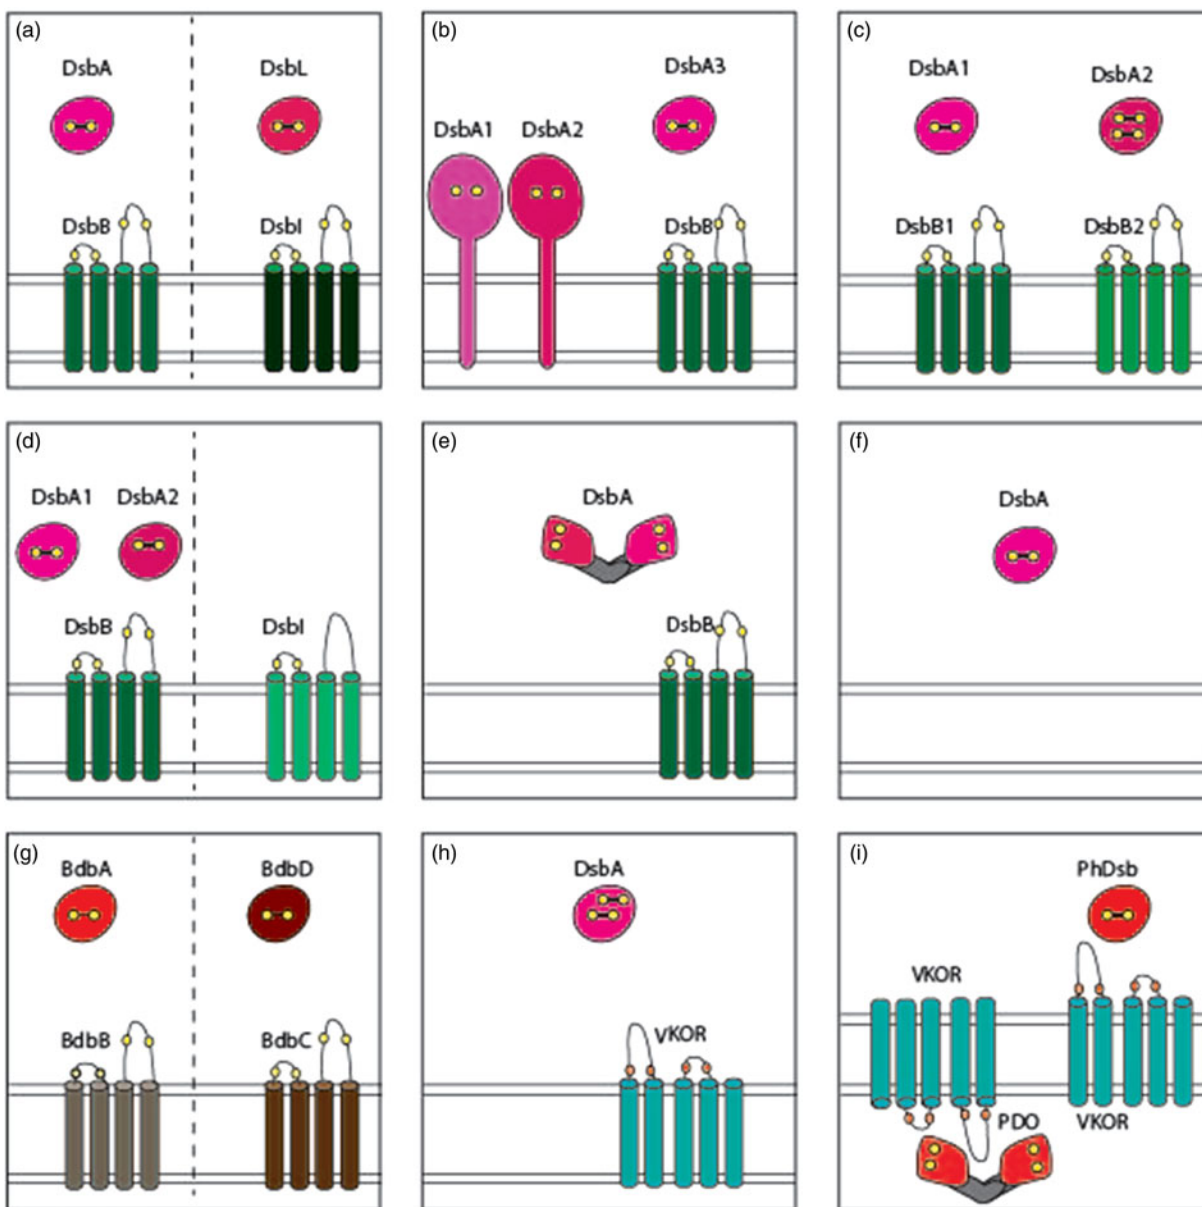 (a)
DsbA DsbL
DsbB DsbI
(b)
DsbA3
DsbA1 DsbA2
DsbB
(c)
DsbA1 DsbA2
DsbB1 DsbB2
(d)
DsbA1 DsbA2
DsbB DsbI
(e)
DsbA
DsbB
(f)
DsbA
(g)
BdbA BdbD
BdbB BdbC
(h)
DsbA
VKOR
(i)
PhDsb
VKOR
PDO VKOR